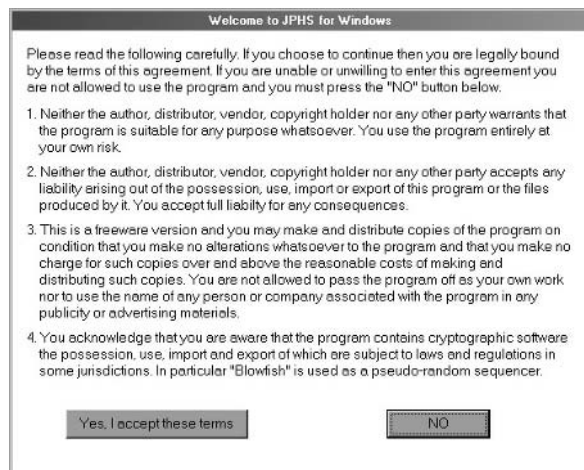 Welcome to JPHS for Windows
Please read the following carefully. If you choose to continue then you are legally bound
by the terms of this agreement. If you are unable or unwilling to enter this agreement you
are not allowed to use the program and you must press the "NO" button below.
1. Neither the author, distributor, vendor, copyright holder nor any other party warrants that
the program is suitable for any purpose whatsoever. You use the program entirely at
your own risk.
2. Neither the author, distributor, vendor, copyright holder nor any other party accepts any
liability arising out of the possession, use, import or export of this program or the files
produced by it. You accept full liabilty for any consequences.
3. This is a freeware version and you may make and distribute copies of the program on
condition that you make no alterations whatsoever to the program and that you make no
charge for such copies over and above the reasonable costs of making and
distributing such copies. You are not allowed to pass the program off as your own work
nor to use the name of any person or company associated with the program in any
publicity or advertising materials.
4. You acknowledge that you are aware that the program contains cryptographic software
the possession, use, import and export of which are subject to laws and regulations in
some jurisdictions. In particular "Blowfish" is used as a pseudo-random sequencer.
Yes, I accept these terms
NO